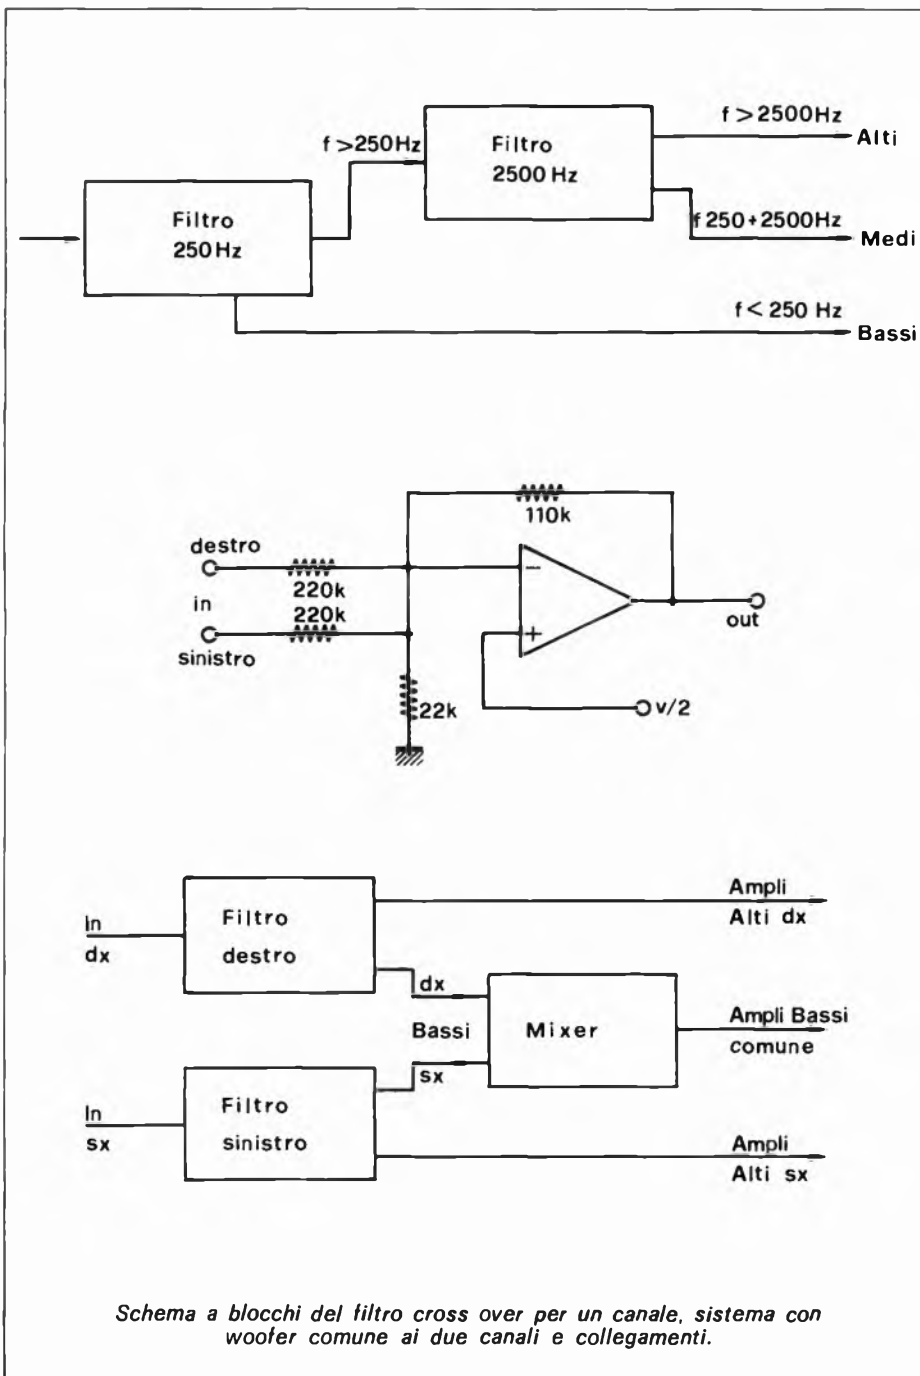 f > 2500Hz
Alti
f > 250Hz
Filtro
2500 Hz
f 250+2500Hz
Medi
Filtro
250Hz
f < 250 Hz
Bassi
110k
destro
220k
in
220k
sinistro
−
+
out
22k
v/2
Ampli
Alti dx
In
dx
Filtro
destro
dx
Bassi
sx
Mixer
Ampli Bassi
comune
In
sx
Filtro
sinistro
Ampli
Alti sx
Schema a blocchi del filtro cross over per un canale, sistema con
woofer comune ai due canali e collegamenti.